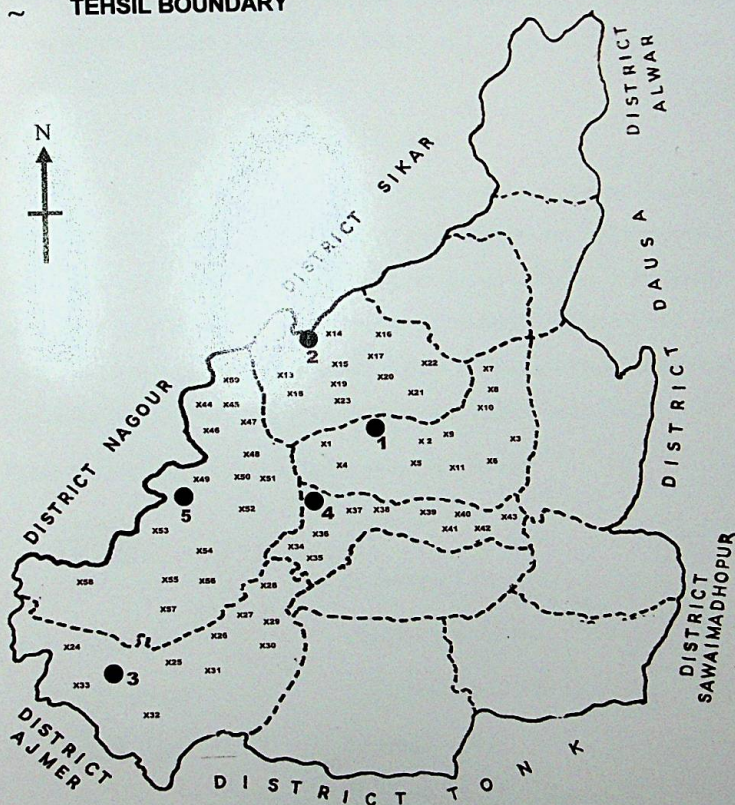 ~ TEHSIL BOUNDARY
DISTRICT ALWAR
N
DISTRICT SIKAR
DISTRICT DAUSA
2
X14 X16
X15 X17 X22 X7
X13 X19 X20 X8
X18 X23 X21 X10
X44 X45
X46 X47
1
X1 X2 X9 X3
X4 X5 X11 X6
DISTRICT NAGOUR
X48
X49 X50 X51
5 4
X52 X37 X38 X39 X40 X43
X41 X42
X53 X36
X54 X34
X35
X58 X55 X56 X28
X57 X27 X29
X26
X24 X30
X25 X31
3
X33
X32
DISTRICT SAWAIMADHOPUR
DISTRICT AJMER
DISTRICT TONK